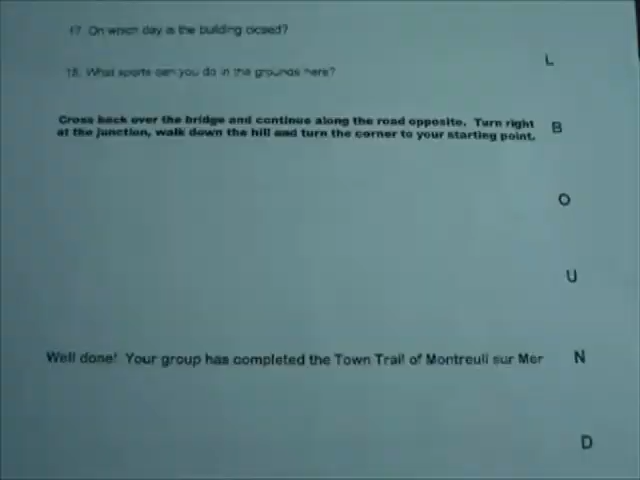 17. On which day is the building closed?
L
18. What sports can you do in the grounds here?
Cross back over the bridge and continue along the road opposite. Turn right
B
at the junction, walk down the hill and turn the corner to your starting point.
O
U
Well done! Your group has completed the Town Trail of Montreuil sur Mer
N
D